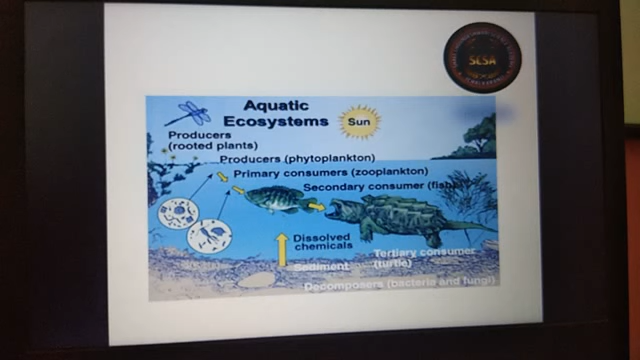 SLSA
Aquatic
Ecosystems
Sun
Producers
(rooted plants)
Producers (phytoplankton)
Primary consumers (zooplankton)
Secondary consumer (fish)
Dissolved
chemicals
Tertiary consumer
(turtle)
Sediment
Decomposers (bacteria and fungi)